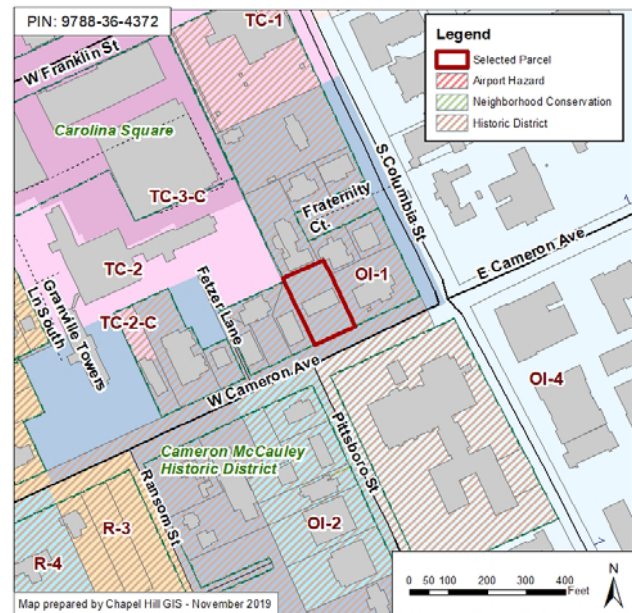 PIN: 9788-36-4372
TC-1
Legend
Selected Parcel
Airport Hazard
Neighborhood Conservation
Historic District
W Franklin St
Carolina Square
S Columbia St
TC-3-C
Fraternity
Ct.
E Cameron Ave
TC-2
OI-1
Granville Towers
Ln South
TC-2-C
Fetzer Lane
W Cameron Ave
OI-4
Cameron McCauley
Historic District
Pittsboro St
Ransom St
R-3
OI-2
R-4
0 50 100 200 300 400
Feet
N
Map prepared by Chapel Hill GIS - November 2019